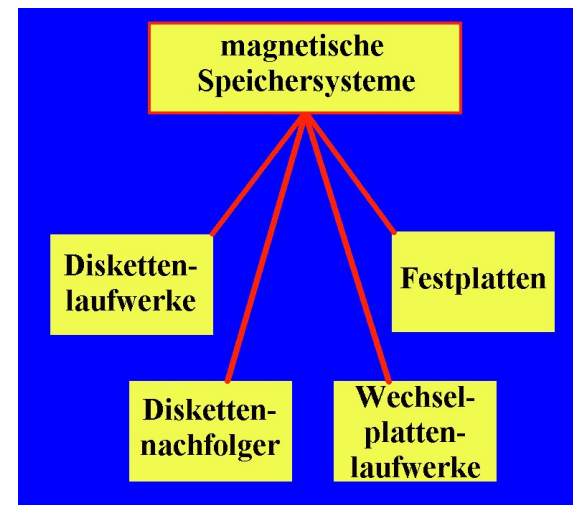 magnetische
Speichersysteme
Disketten-
laufwerke
Festplatten
Disketten-
nachfolger
Wechsel-
platten-
laufwerke